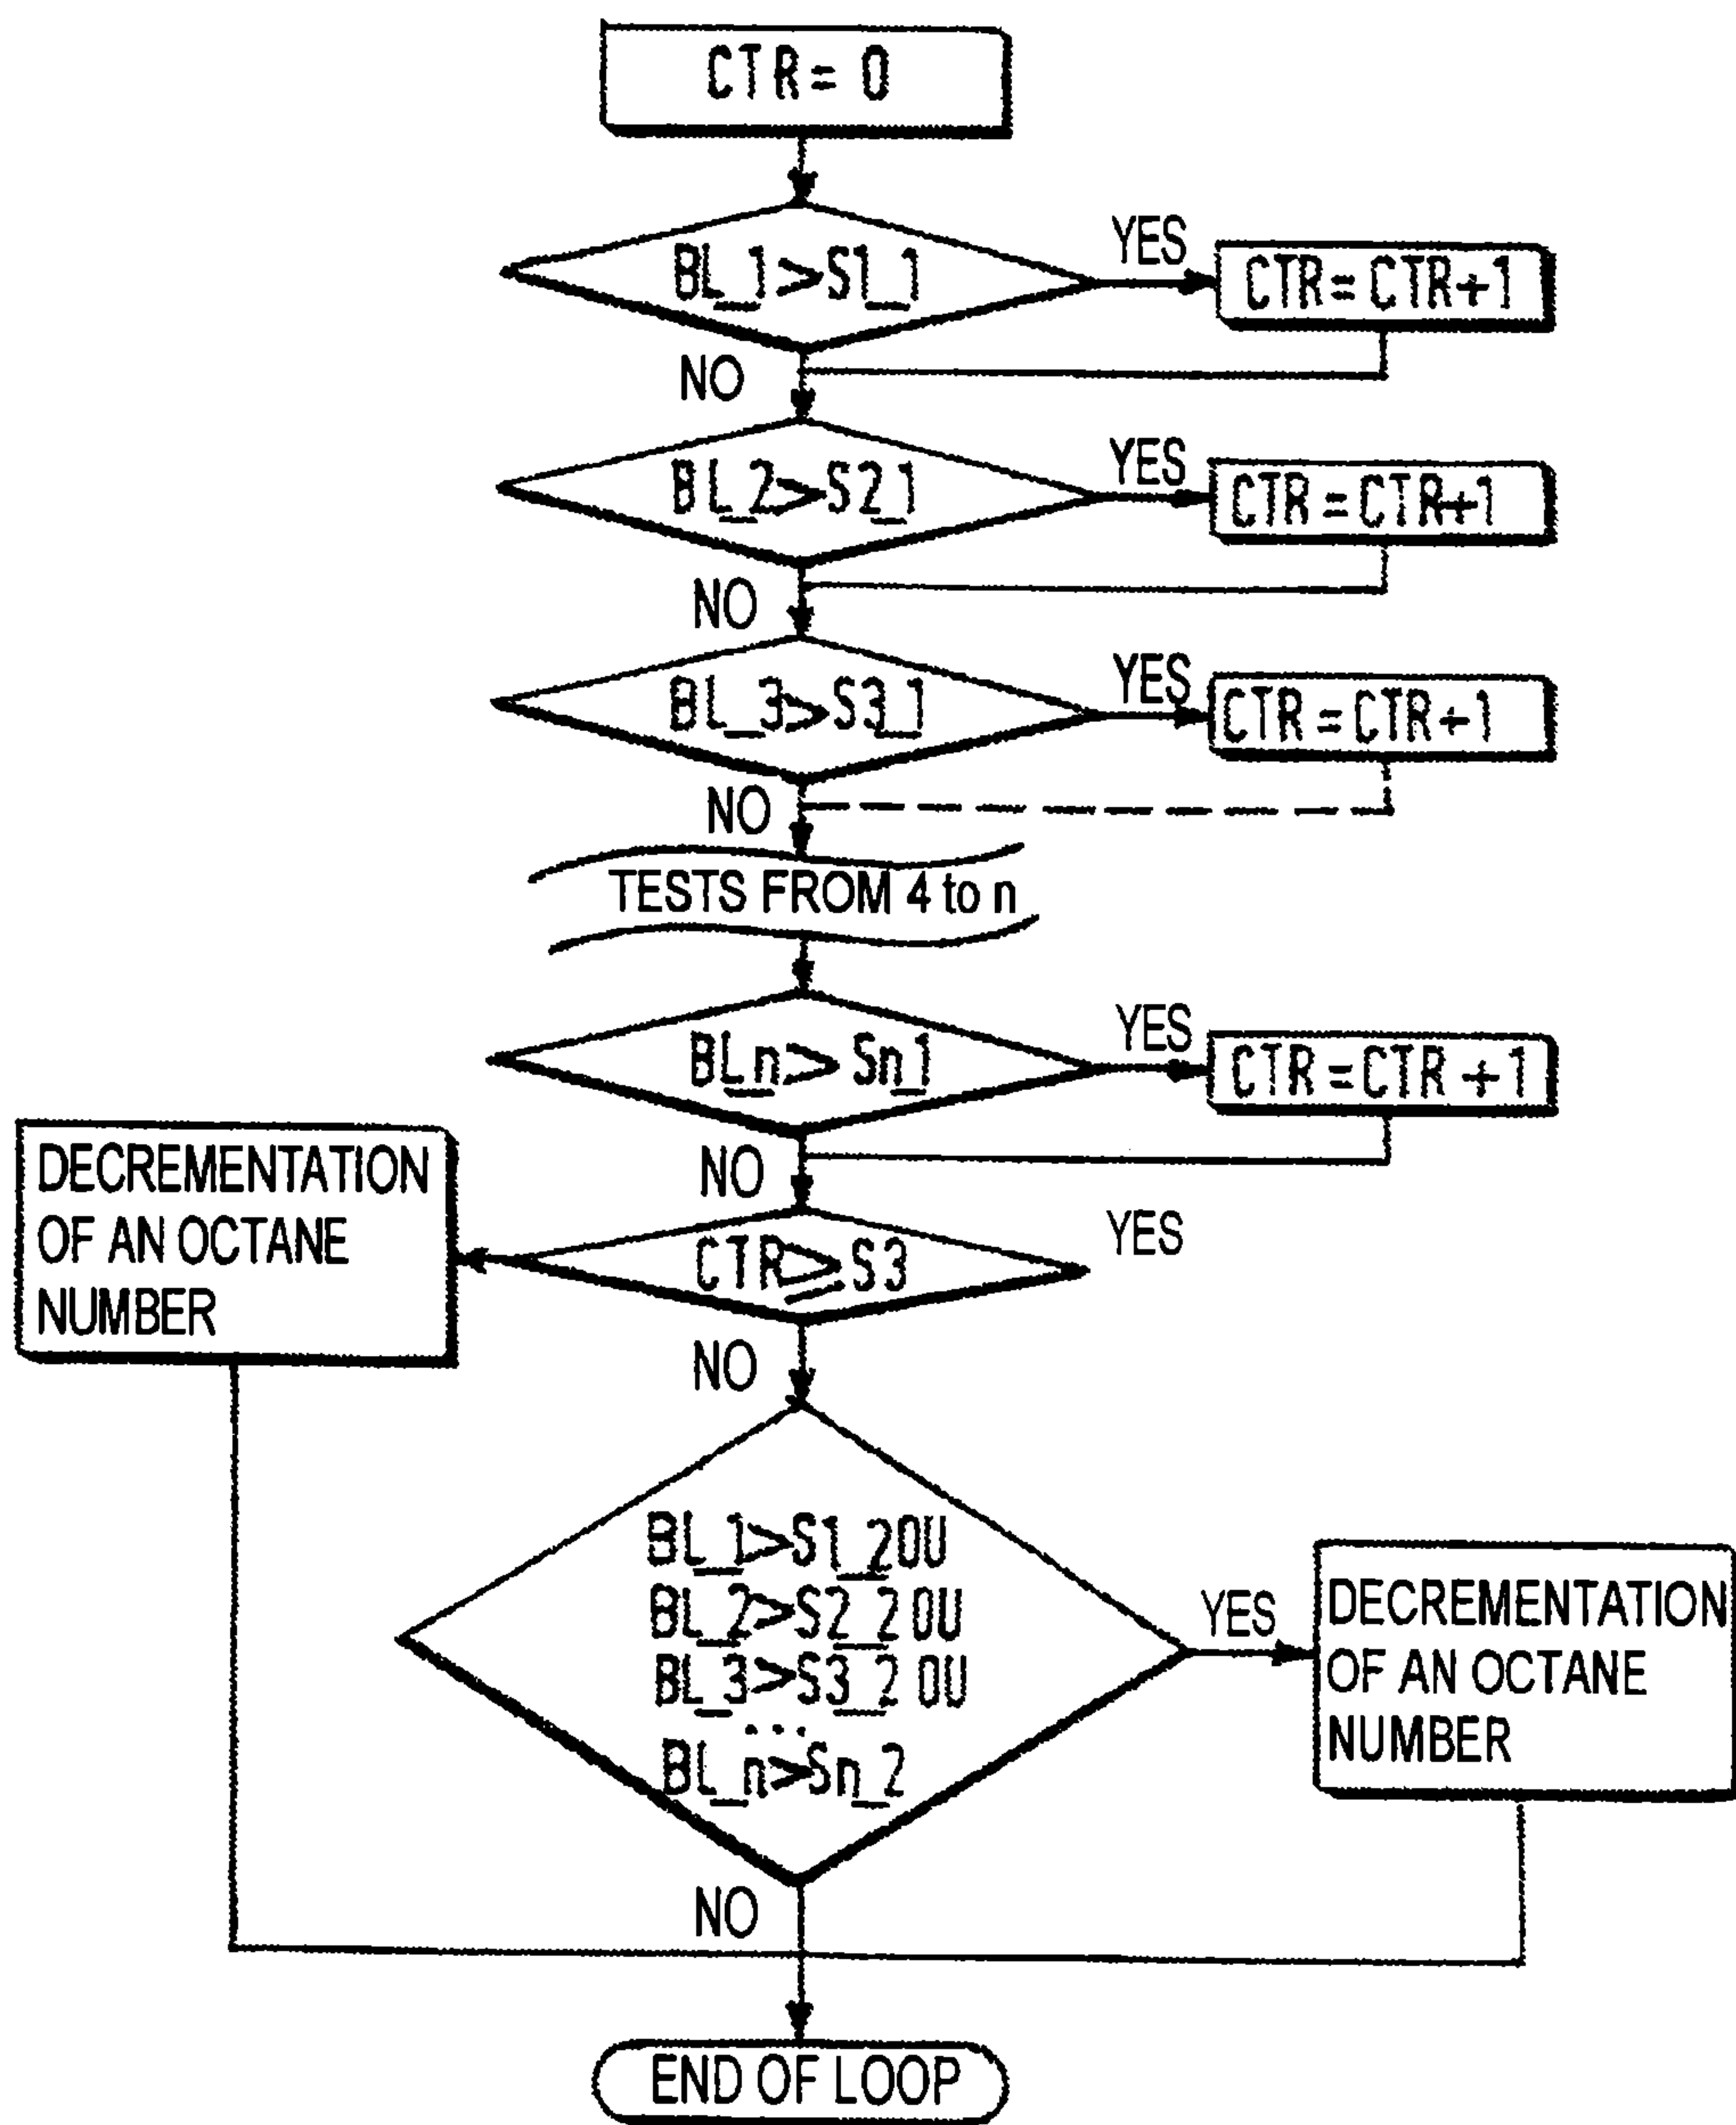 CTR = 0
BL_1>S1_1
YES
CTR = CTR+1
NO
BL_2>S2_1
YES
CTR = CTR+1
NO
BL_3>S3_1
YES
CTR = CTR+1
NO
TESTS FROM 4 to n
BL_n> Sn_1
YES
CTR = CTR +1
NO
DECREMENTATION
OF AN OCTANE
NUMBER
CTR≥S3
YES
NO
BL_1>S1_2 OU
BL_2>S2_2 OU
BL_3>S3_2 OU
...
BL_n>Sn_2
YES
DECREMENTATION
OF AN OCTANE
NUMBER
NO
END OF LOOP